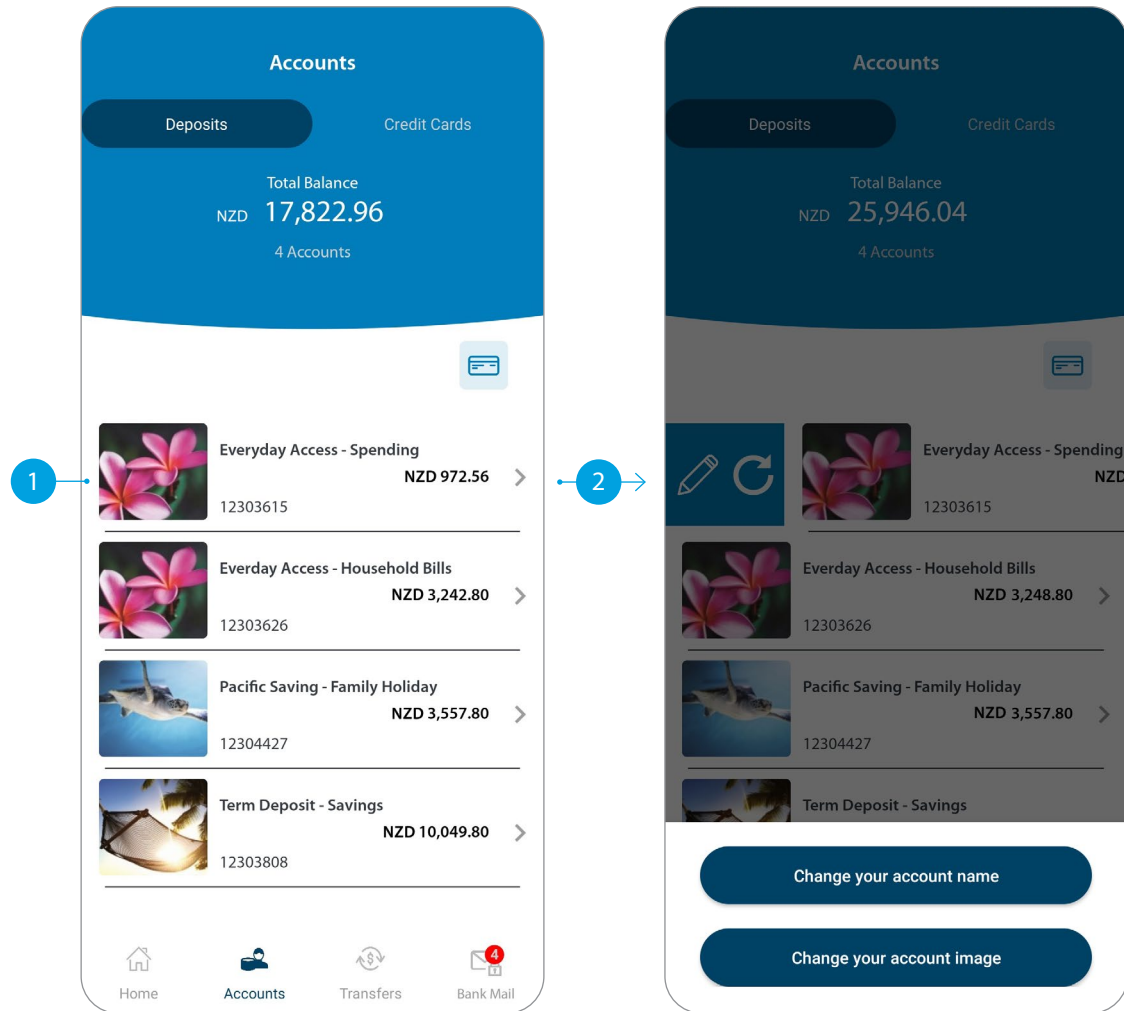 Accounts
Deposits Credit Cards
Total Balance
NZD 17,822.96
4 Accounts
1
Everyday Access - Spending
NZD 972.56
12303615
Everday Access - Household Bills
NZD 3,242.80
12303626
Pacific Saving - Family Holiday
NZD 3,557.80
12304427
Term Deposit - Savings
NZD 10,049.80
12303808
Home Accounts Transfers Bank Mail
4
2
Accounts
Deposits Credit Cards
Total Balance
NZD 25,946.04
4 Accounts
Everyday Access - Spending
NZD
12303615
Everday Access - Household Bills
NZD 3,248.80
12303626
Pacific Saving - Family Holiday
NZD 3,557.80
12304427
Term Deposit - Savings
Change your account name
Change your account image